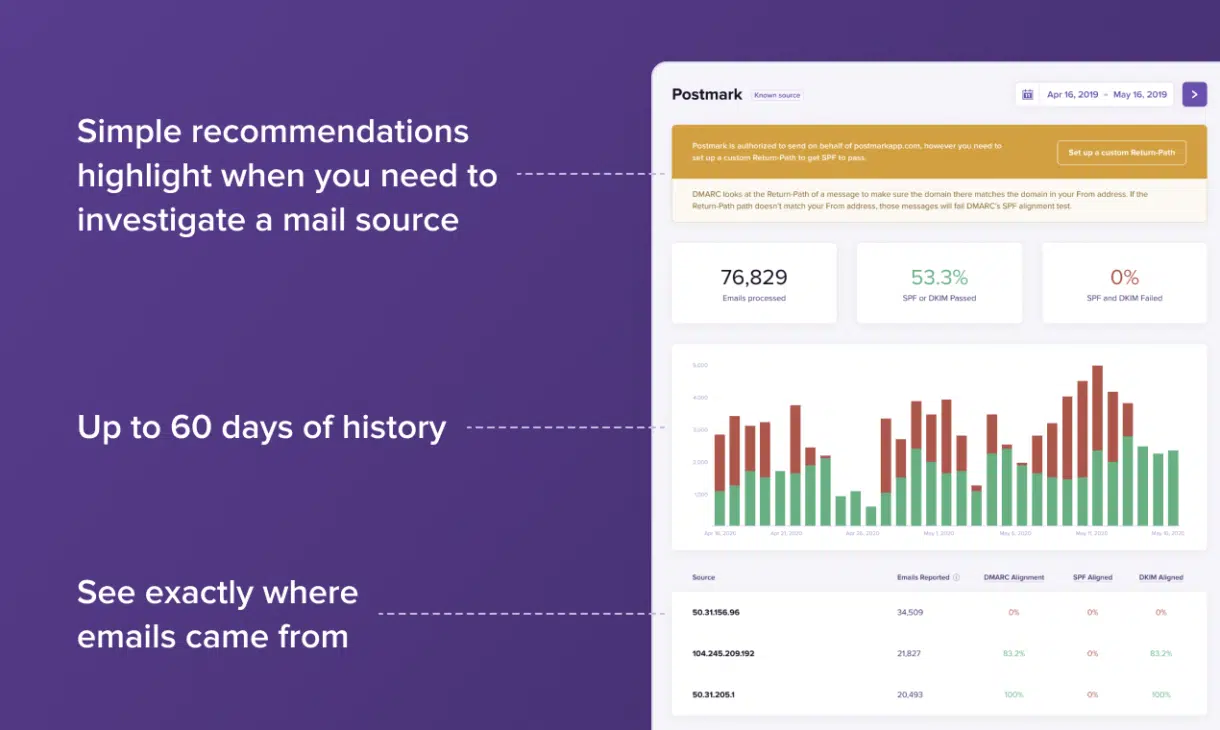 Simple recommendations
highlight when you need to
investigate a mail source
Up to 60 days of history
See exactly where
emails came from
Postmark Known source
Apr 16, 2019 - May 16, 2019
Postmark is authorized to send on behalf of postmarkapp.com, however you need to
set up a custom Return-Path to get SPF to pass.
Set up a custom Return-Path
DMARC looks at the Return-Path of a message to make sure the domain there matches the domain in your From address. If the
Return-Path path doesn't match your From address, those messages will fail DMARC's SPF alignment test.
76,829
Emails processed
53.3%
SPF or DKIM Passed
0%
SPF and DKIM Failed
5,000
4,000
3,000
2,000
1,000
Apr 16, 2020 Apr 21, 2020 Apr 26, 2020 May 1, 2020 May 6, 2020 May 11, 2020 May 16, 2020
Source Emails Reported DMARC Alignment SPF Aligned DKIM Aligned
50.31.156.96 34,509 0% 0% 0%
104.245.209.192 21,827 83.2% 0% 83.2%
50.31.205.1 20,493 100% 0% 100%